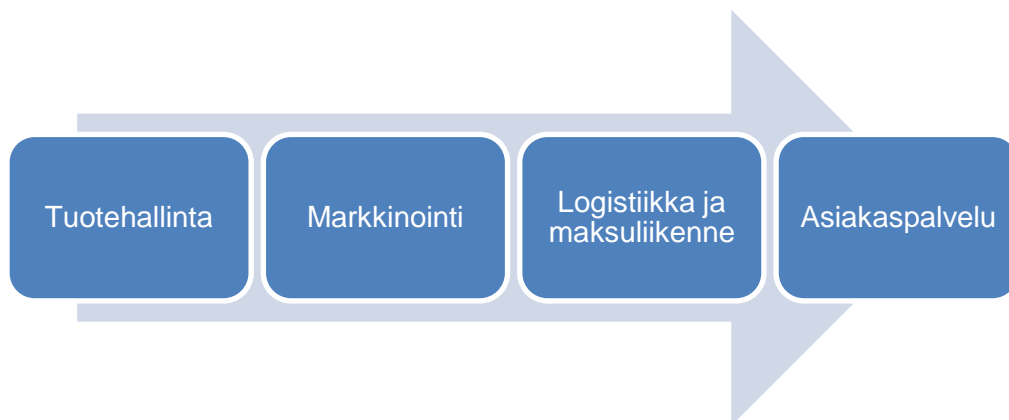 Tuotehallinta
Markkinointi
Logistiikka ja
maksuliikenne
Asiakaspalvelu